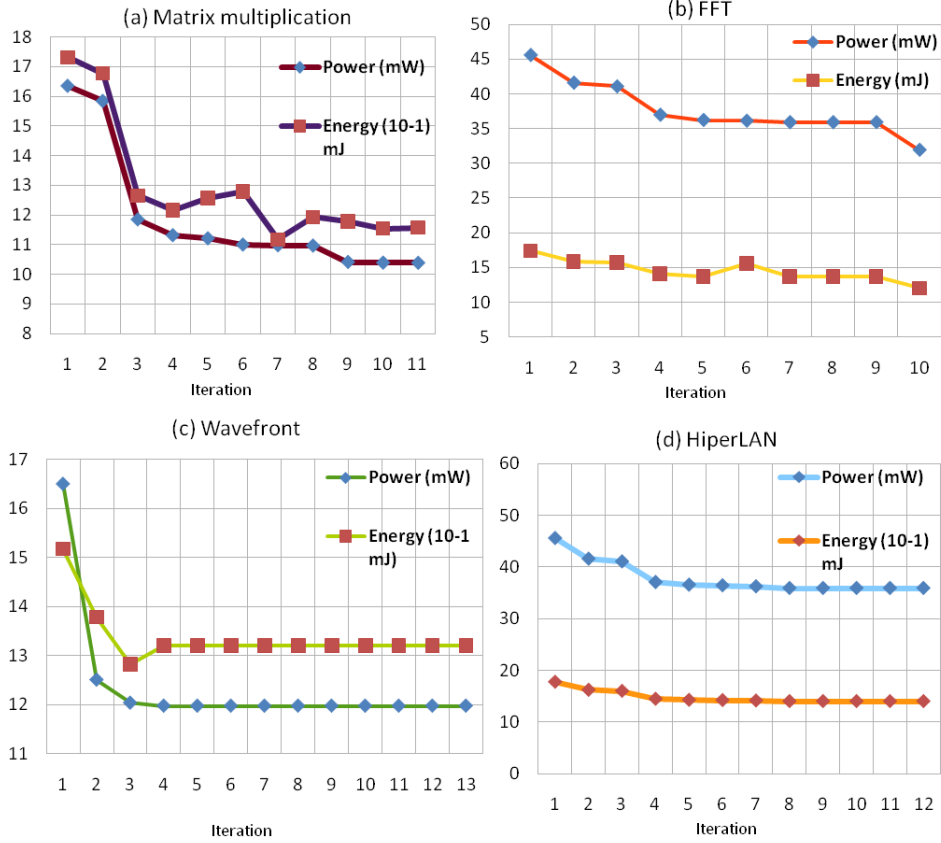 (a) Matrix multiplication
18
17
16
15
14
13
12
11
10
9
8
Power (mW)
Energy (10-1)
mJ
1 2 3 4 5 6 7 8 9 10 11
Iteration
(b) FFT
50
45
40
35
30
25
20
15
10
5
Power (mW)
Energy (mJ)
1 2 3 4 5 6 7 8 9 10
Iteration
(c) Wavefront
17
16
15
14
13
12
11
Power (mW)
Energy (10-1
mJ)
1 2 3 4 5 6 7 8 9 10 11 12 13
Iteration
(d) HiperLAN
60
50
40
30
20
10
0
Power (mW)
Energy (10-1)
mJ
1 2 3 4 5 6 7 8 9 10 11 12
Iteration